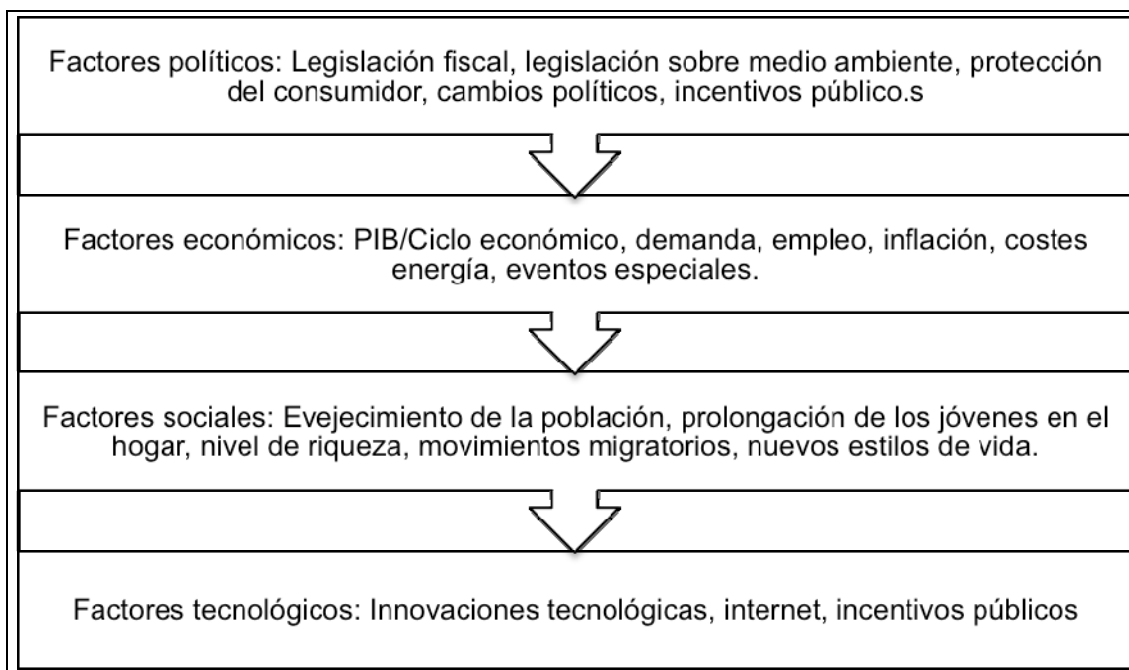 Factores políticos: Legislación fiscal, legislación sobre medio ambiente, protección
del consumidor, cambios políticos, incentivos público.s
Factores económicos: PIB/Ciclo económico, demanda, empleo, inflación, costes
energía, eventos especiales.
Factores sociales: Evejecimiento de la población, prolongación de los jóvenes en el
hogar, nivel de riqueza, movimientos migratorios, nuevos estilos de vida.
Factores tecnológicos: Innovaciones tecnológicas, internet, incentivos públicos